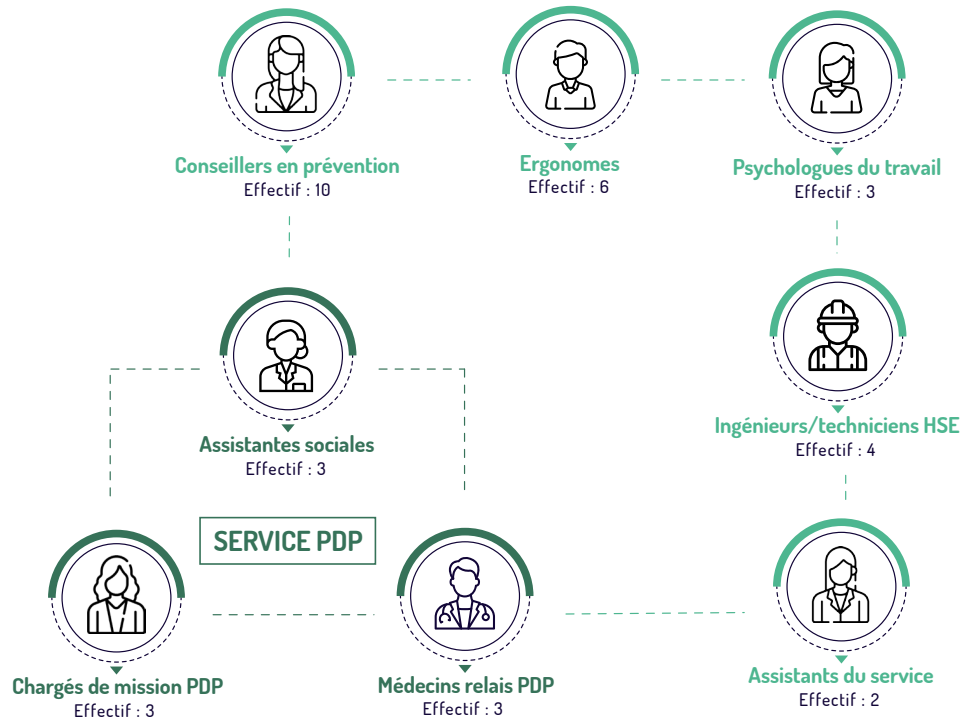 Conseillers en prévention
Effectif : 10
Ergonomes
Effectif : 6
Psychologues du travail
Effectif : 3
Assistantes sociales
Effectif : 3
Ingénieurs/techniciens HSE
Effectif : 4
SERVICE PDP
Chargés de mission PDP
Effectif : 3
Médecins relais PDP
Effectif : 3
Assistants du service
Effectif : 2